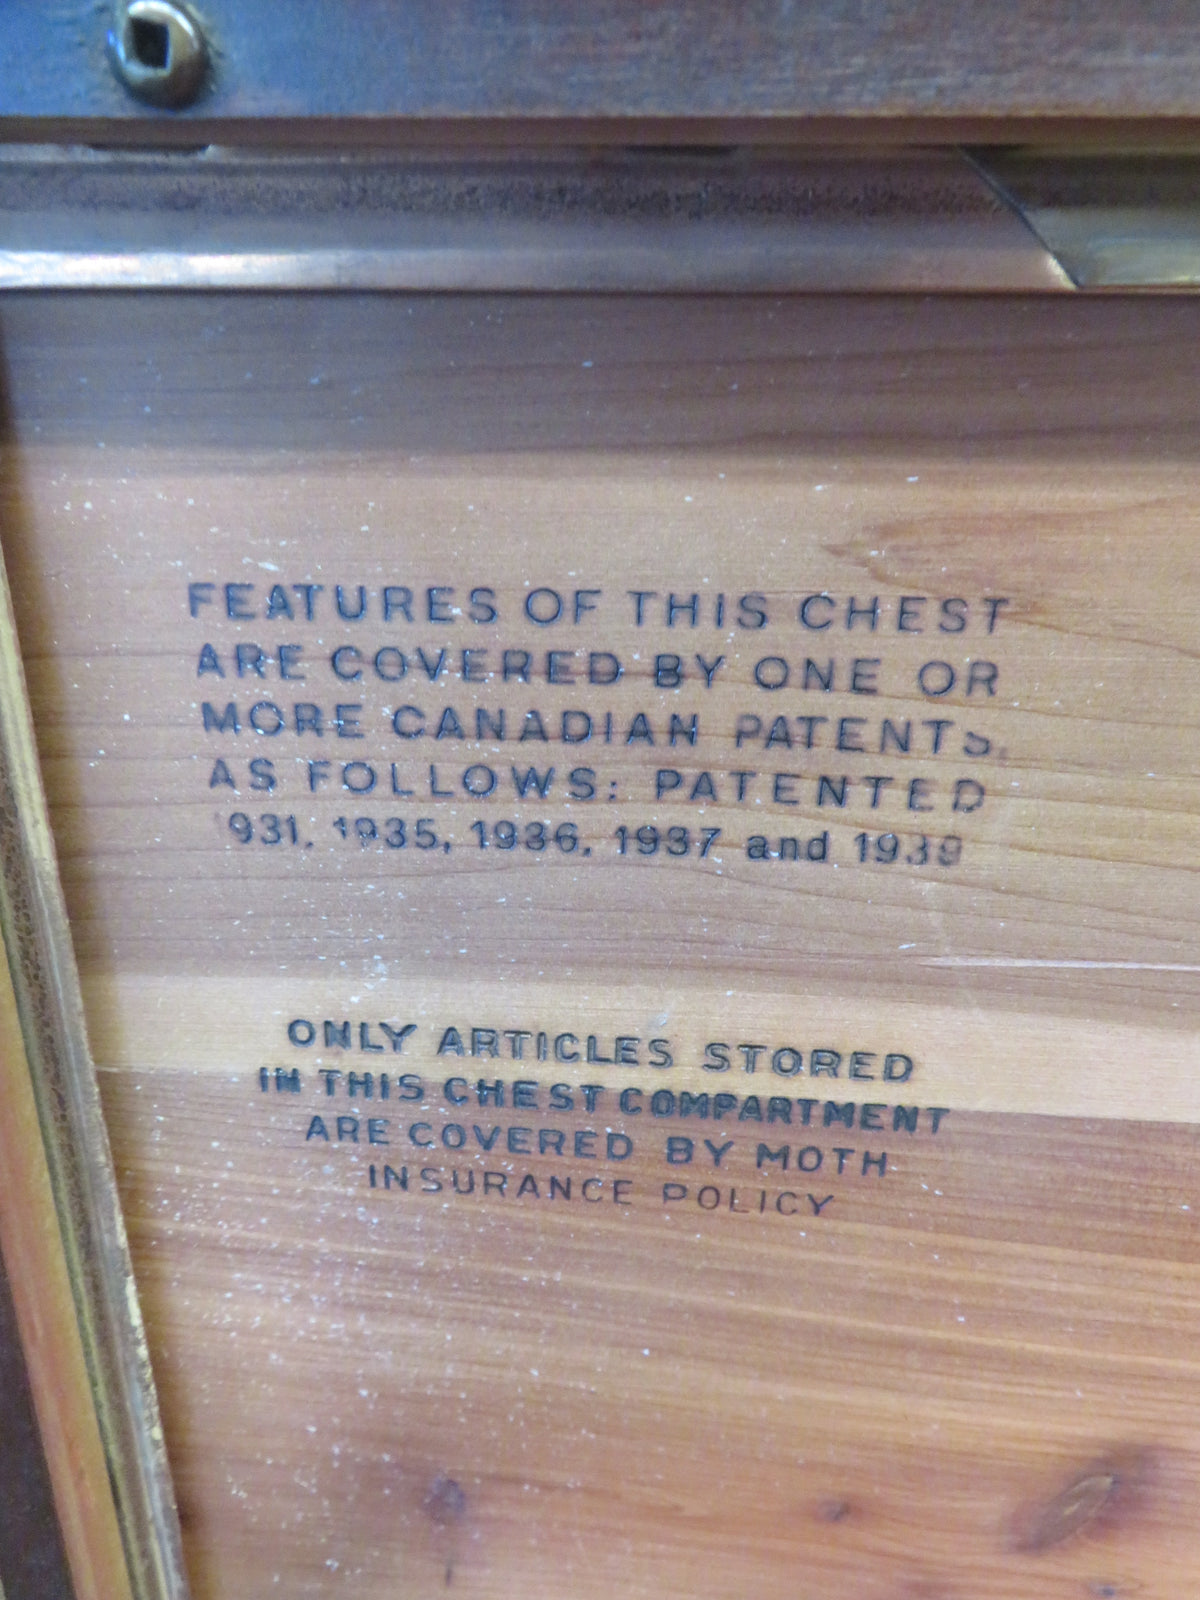 FEATURES OF THIS CHEST
ARE COVERED BY ONE OR
MORE CANADIAN PATENTS,
AS FOLLOWS: PATENTED
1931, 1935, 1936, 1937 and 1939
ONLY ARTICLES STORED
IN THIS CHEST COMPARTMENT
ARE COVERED BY MOTH
INSURANCE POLICY